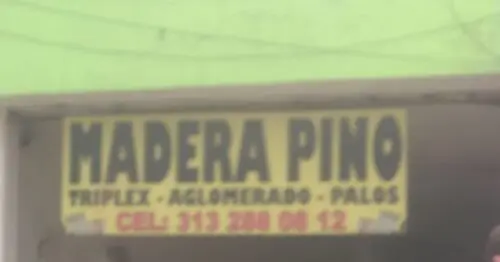 MADERA PINO
TRIPLEX - AGLOMERADO - PALOS
CEL: 313 288 08 12